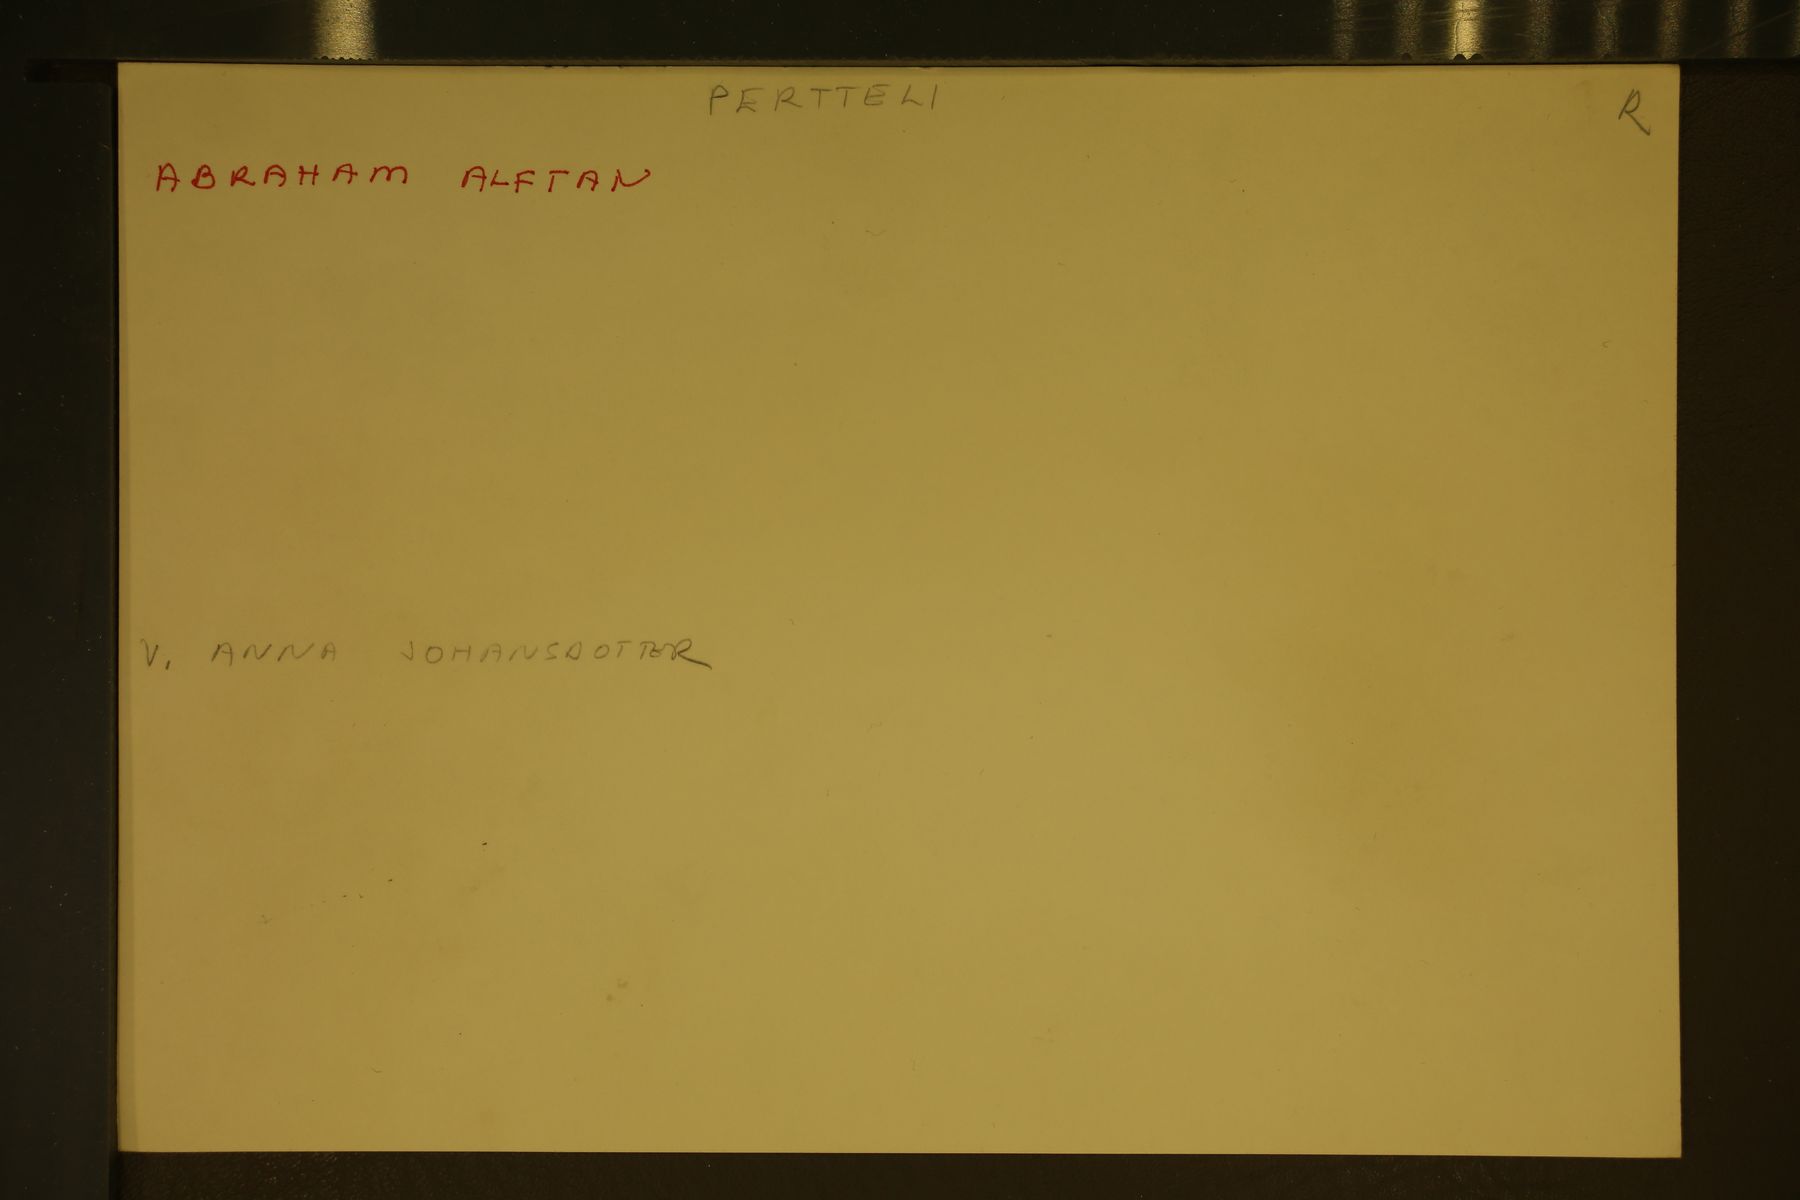 PERTTELI R
ABRAHAM ALFTAN
V. ANNA JOHANSDOTTER